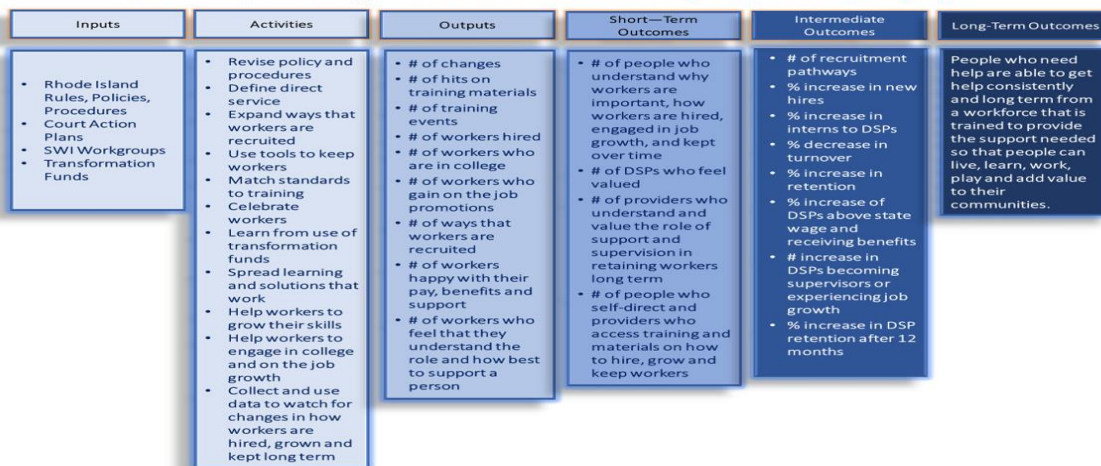 Inputs
Rhode Island
Rules, Policies,
Procedures
Court Action
Plans
SWI Workgroups
Transformation
Funds
Activities
Revise policy and
procedures
Define direct
service
Expand ways that
workers are
recruited
Use tools to keep
workers
Match standards
to training
Celebrate
workers
Learn from use of
transformation
funds
Spread learning
and solutions that
work
Help workers to
grow their skills
Help workers to
engage in college
and on the job
growth
Collect and use
data to watch for
changes in how
workers are
hired, grown and
kept long term
Outputs
# of changes
# of hits on
training materials
# of training
events
# of workers hired
# of workers who
are in college
# of workers who
gain on the job
promotions
# of ways that
workers are
recruited
# of workers
happy with their
pay, benefits and
support
# of workers who
feel that they
understand the
role and how best
to support a
person
Short—Term
Outcomes
# of people who
understand why
workers are
important, how
workers are hired,
engaged in job
growth, and kept
over time
# of DSPs who feel
valued
# of providers who
understand and
value the role of
support and
supervision in
retaining workers
long term
# of people who
self-direct and
providers who
access training and
materials on how
to hire, grow and
keep workers
Intermediate
Outcomes
# of recruitment
pathways
% increase in new
hires
% increase in
interns to DSPs
% decrease in
turnover
% increase in
retention
% increase of
DSPs above state
wage and
receiving benefits
# increase in
DSPs becoming
supervisors or
experiencing job
growth
% increase in DSP
retention after 12
months
Long-Term Outcomes
People who need
help are able to get
help consistently
and long term from
a workforce that is
trained to provide
the support needed
so that people can
live, learn, work,
play and add value
to their
communities.